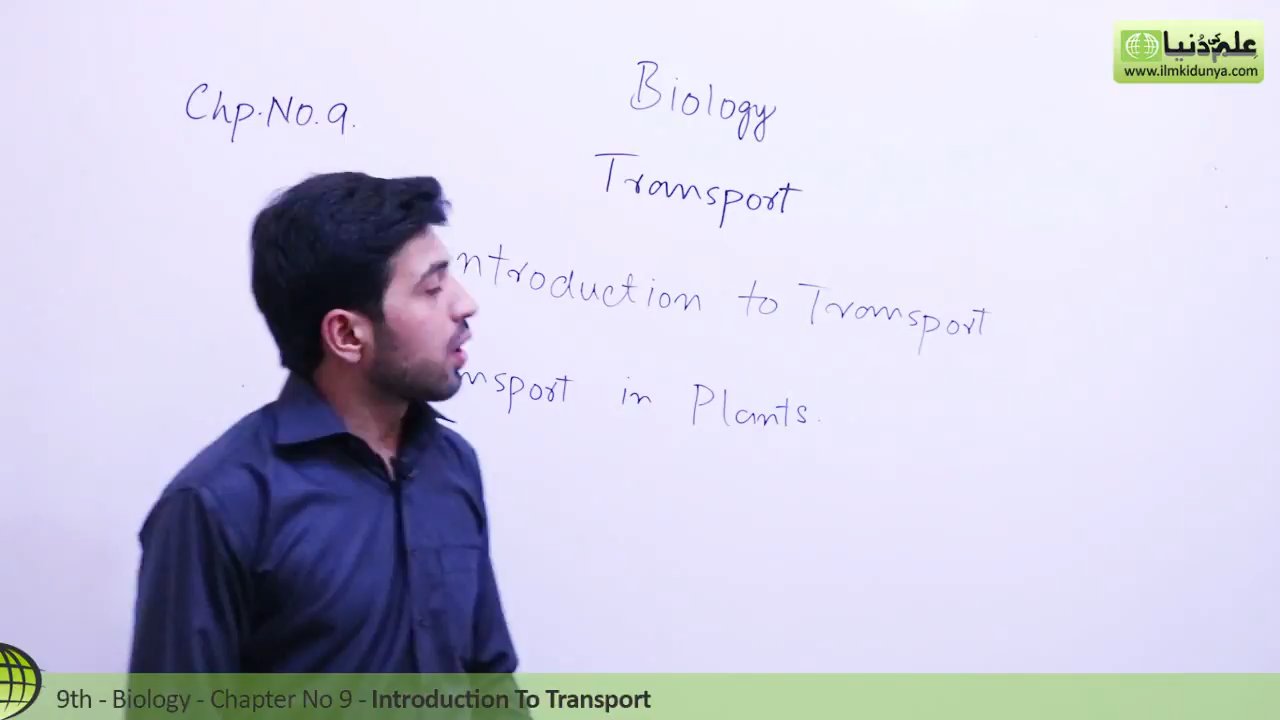 علم کی دُنیا
www.ilmkidunya.com
Chp.No.9.
Biology
Transport
ntroduction to Transport
nsport in Plants.
9th - Biology - Chapter No 9 - Introduction To Transport